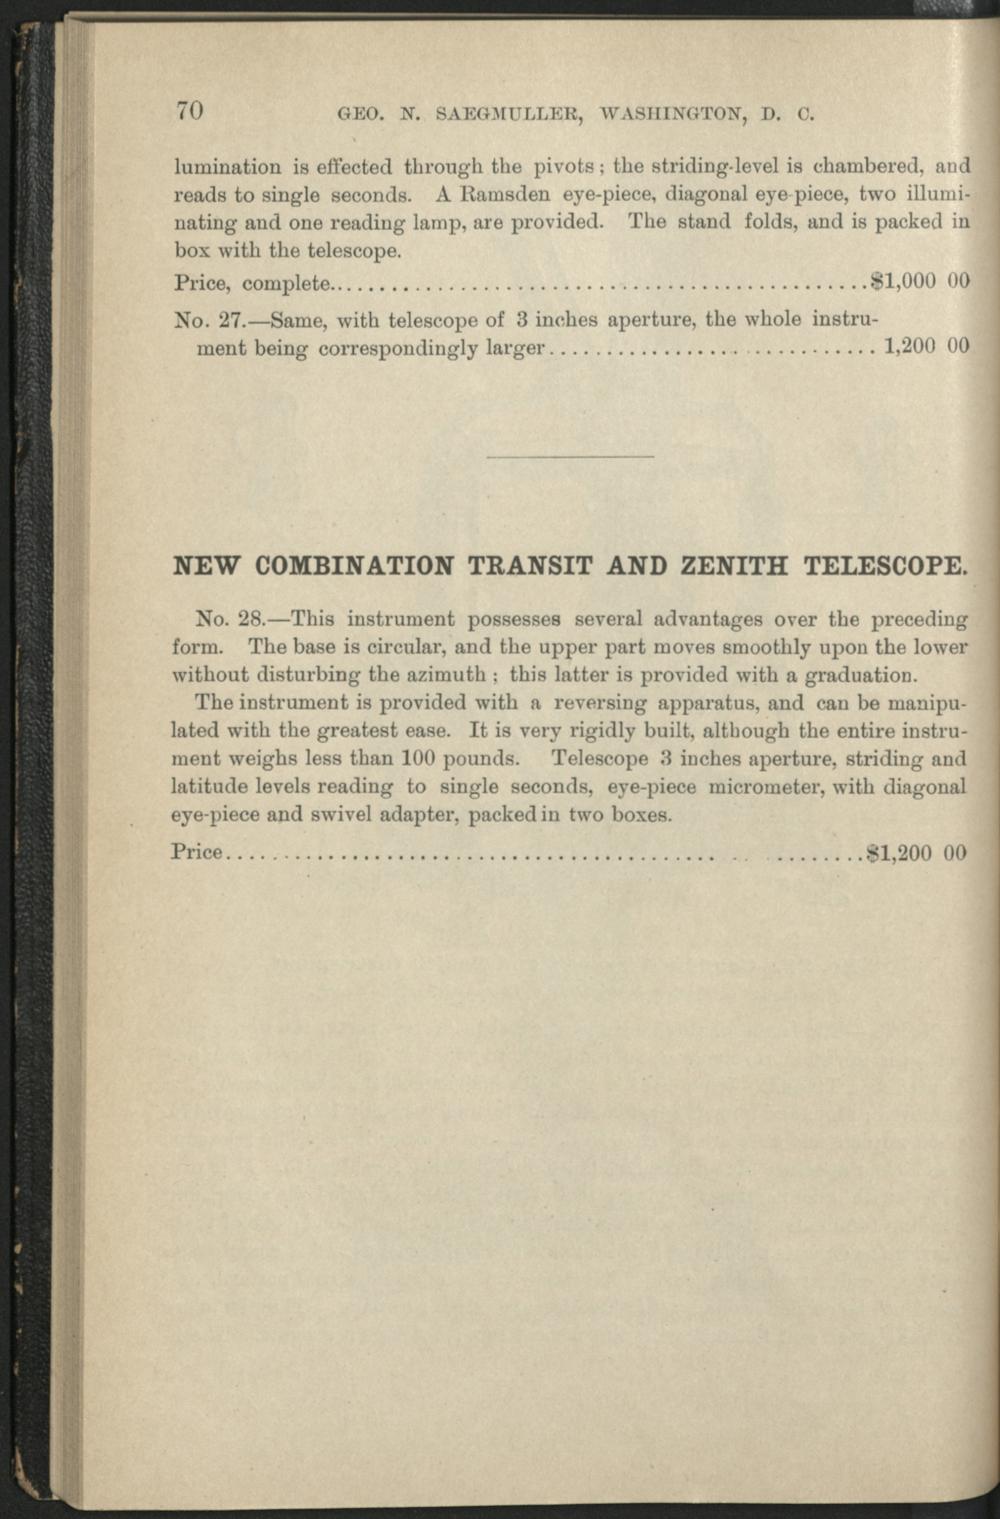 70 GEO. N. SAEGMULLER, WASHINGTON, D. C.
lumination is effected through the pivots; the striding-level is chambered, and
reads to single seconds. A Ramsden eye-piece, diagonal eye-piece, two illumi-
nating and one reading lamp, are provided. The stand folds, and is packed in
box with the telescope.
Price, complete................................................$1,000 00
No. 27.—Same, with telescope of 3 inches aperture, the whole instru-
ment being correspondingly larger............................ 1,200 00
NEW COMBINATION TRANSIT AND ZENITH TELESCOPE.
No. 28.—This instrument possesses several advantages over the preceding
form. The base is circular, and the upper part moves smoothly upon the lower
without disturbing the azimuth ; this latter is provided with a graduation.
The instrument is provided with a reversing apparatus, and can be manipu-
lated with the greatest ease. It is very rigidly built, although the entire instru-
ment weighs less than 100 pounds. Telescope 3 inches aperture, striding and
latitude levels reading to single seconds, eye-piece micrometer, with diagonal
eye-piece and swivel adapter, packed in two boxes.
Price.......................................... .. ........$1,200 00